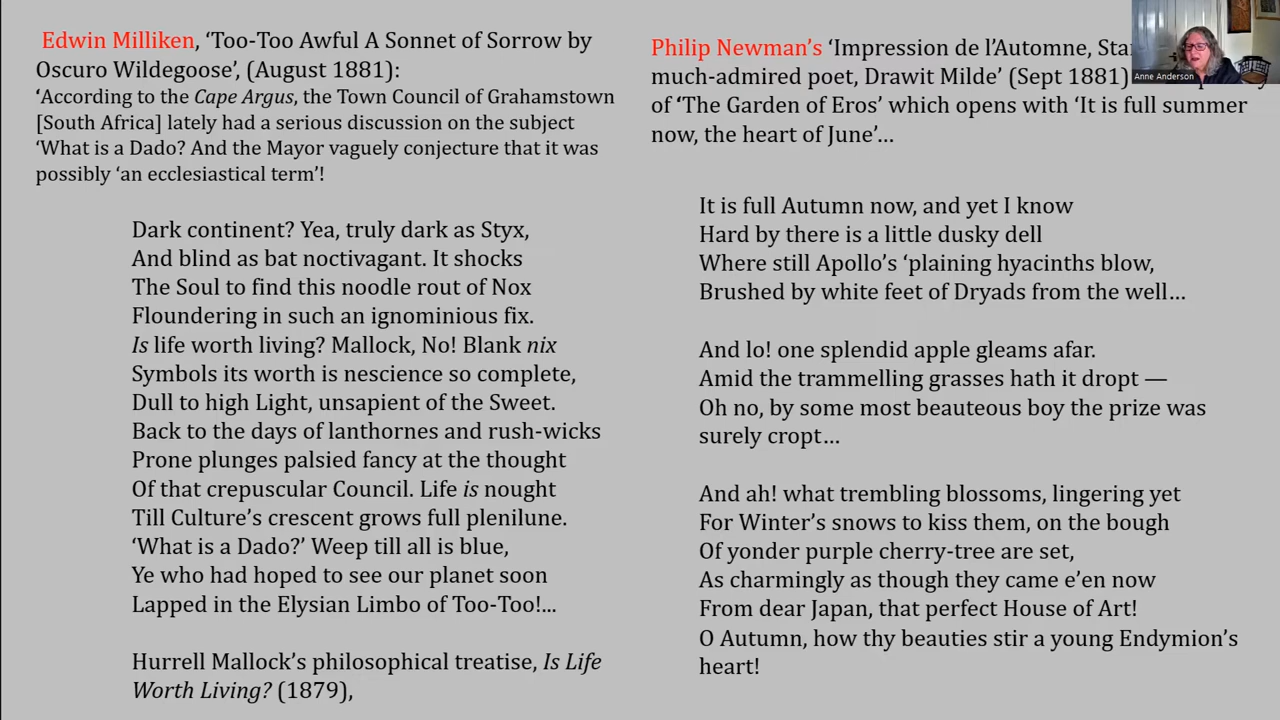 Edwin Milliken, ‘Too-Too Awful A Sonnet of Sorrow by
Oscuro Wildegoose’, (August 1881):
‘According to the Cape Argus, the Town Council of Grahamstown
[South Africa] lately had a serious discussion on the subject
‘What is a Dado? And the Mayor vaguely conjecture that it was
possibly ‘an ecclesiastical term’!
Dark continent? Yea, truly dark as Styx,
And blind as bat noctivagant. It shocks
The Soul to find this noodle rout of Nox
Floundering in such an ignominious fix.
Is life worth living? Mallock, No! Blank nix
Symbols its worth is nescience so complete,
Dull to high Light, unsapient of the Sweet.
Back to the days of lanthornes and rush-wicks
Prone plunges palsied fancy at the thought
Of that crepuscular Council. Life is nought
Till Culture’s crescent grows full plenilune.
‘What is a Dado?’ Weep till all is blue,
Ye who had hoped to see our planet soon
Lapped in the Elysian Limbo of Too-Too!...
Hurrell Mallock’s philosophical treatise, Is Life
Worth Living? (1879),
Philip Newman’s ‘Impression de l’Automne,
much-admired poet, Drawit Milde’ (Sept 1881)
of ‘The Garden of Eros’ which opens with ‘It is full summer
now, the heart of June’…
It is full Autumn now, and yet I know
Hard by there is a little dusky dell
Where still Apollo’s ‘plaining hyacinths blow,
Brushed by white feet of Dryads from the well…
And lo! one splendid apple gleams afar.
Amid the trammelling grasses hath it dropt —
Oh no, by some most beauteous boy the prize was
surely cropt…
And ah! what trembling blossoms, lingering yet
For Winter’s snows to kiss them, on the bough
Of yonder purple cherry-tree are set,
As charmingly as though they came e’en now
From dear Japan, that perfect House of Art!
O Autumn, how thy beauties stir a young Endymion’s
heart!
Anne Anderson